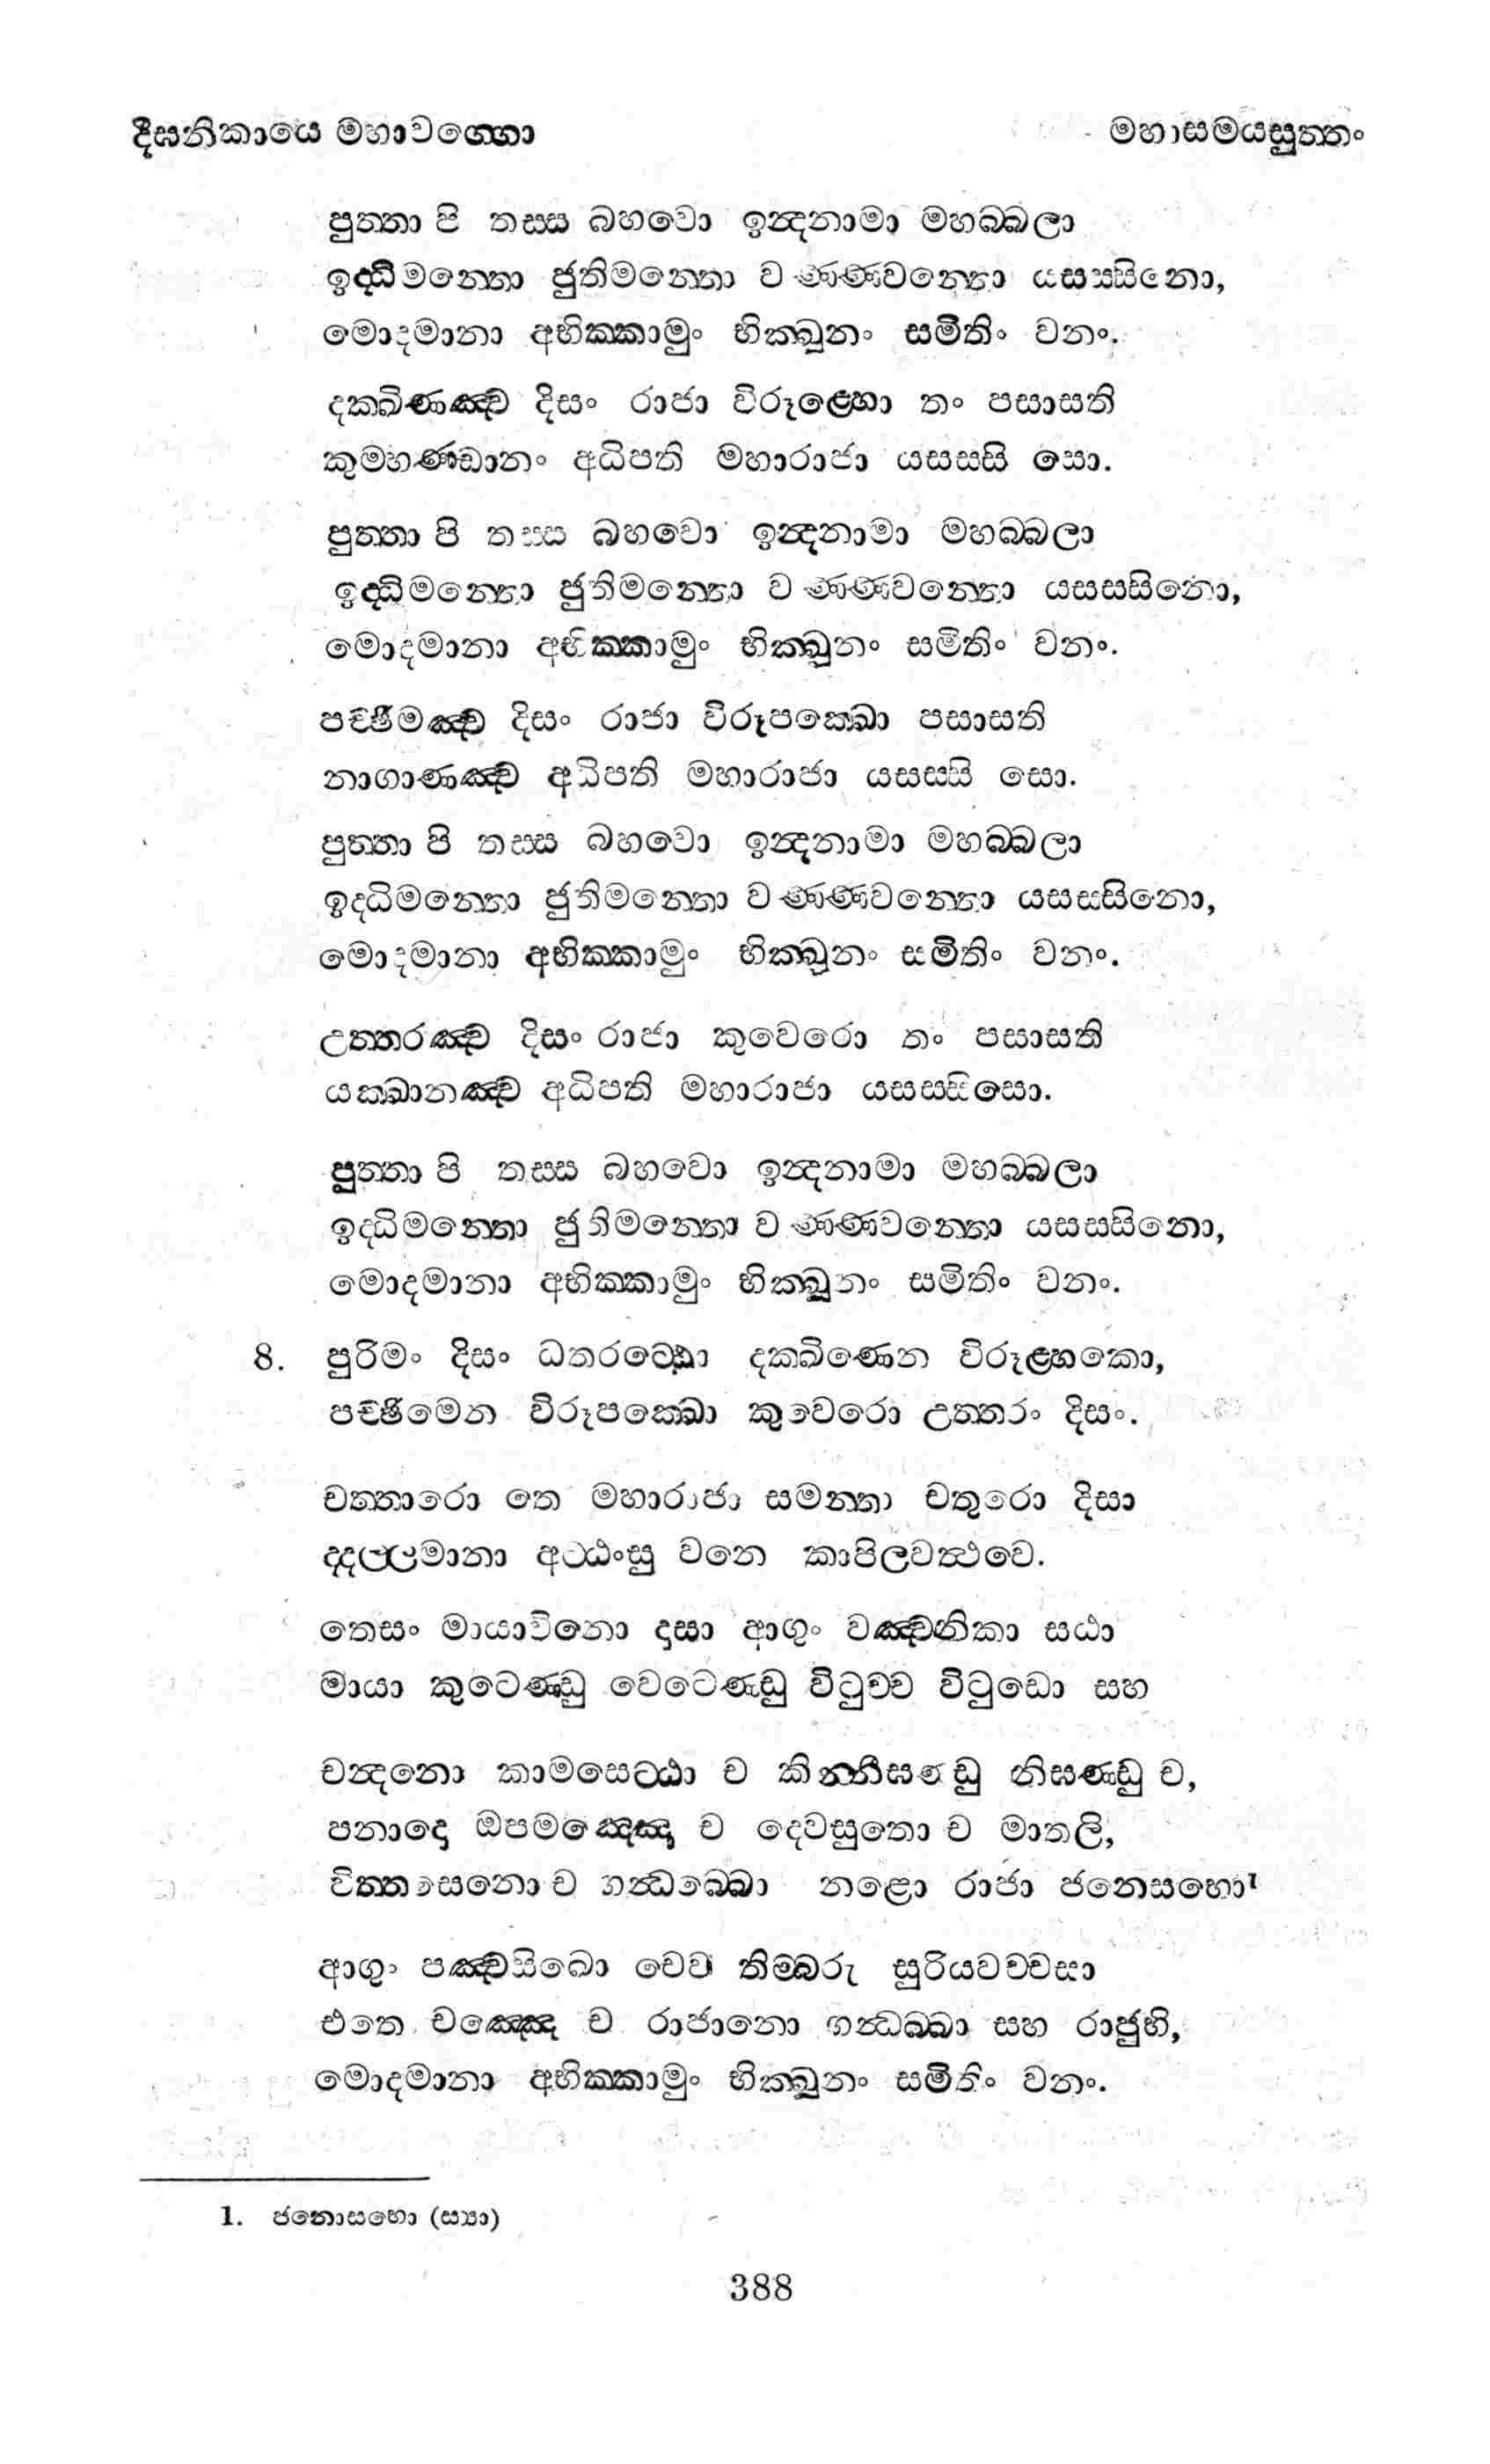 දීඝනිකායෙ මහාවග්ගො
මහාසමයසුත්තං
පුත්තා පි තස්ස බහවො ඉන්දනාමා මහබ්බලා
ඉද්ධිමන්තො ජුතිමන්තො වණ්ණවන්තො යසස්සිනො,
මොදමානා අභික්කාමුං භික්ඛූනං සමිතිං වනං.
දක්ඛිණඤ්ච දිසං රාජා විරූළ්හො තං පසාසති
කුම්භණ්ඩානං අධිපති මහාරාජා යසස්සි සො.
පුත්තා පි තස්ස බහවො ඉන්දනාමා මහබ්බලා
ඉද්ධිමන්තො ජුතිමන්තො වණ්ණවන්තො යසස්සිනො,
මොදමානා අභික්කාමුං භික්ඛූනං සමිතිං වනං.
පච්ඡිමඤ්ච දිසං රාජා විරූපක්ඛො පසාසති
නාගාණඤ්ච අධිපති මහාරාජා යසස්සි සො.
පුත්තා පි තස්ස බහවො ඉන්දනාමා මහබ්බලා
ඉද්ධිමන්තො ජුතිමන්තො වණ්ණවන්තො යසස්සිනො,
මොදමානා අභික්කාමුං භික්ඛූනං සමිතිං වනං.
උත්තරඤ්ච දිසං රාජා කුවෙරො තං පසාසති
යක්ඛානඤ්ච අධිපති මහාරාජා යසස්සිසො.
පුත්තා පි තස්ස බහවො ඉන්දනාමා මහබ්බලා
ඉද්ධිමන්තො ජුතිමන්තො වණ්ණවන්තො යසස්සිනො,
මොදමානා අභික්කාමුං භික්ඛූනං සමිතිං වනං.
8. පුරිමං දිසං ධතරට්ඨො දක්ඛිණෙන විරූළ්හකො,
පච්ඡිමෙන විරූපක්ඛො කුවෙරො උත්තරං දිසං.
චත්තාරො තෙ මහාරාජා සමන්තා චතුරො දිසා
දද්දල්ලමානා අට්ඨංසු වනෙ කාපිලවත්ථවෙ.
තෙසං මායාවිනො දාසා ආගුං වඤ්චනිකා සඨා
මායා කුටෙණ්ඩු වෙටෙණ්ඩු විටුච්ච විටුඩො සහ
චන්දනො කාමසෙට්ඨා ච කින්නීඝණ්ඩු නිඝණ්ඩු ච,
පනාදො ඔපමඤ්ඤො ච දෙවසුතො ච මාතලි,
චිත්තසෙනො ච ගන්ධබ්බො නළො රාජා ජනෙසභො¹
ආගුං පඤ්චසිඛො චෙව තිම්බරු සුරියවච්චසා
එතෙ චඤ්ඤෙ ච රාජානො ගන්ධබ්බා සහ රාජුභි,
මොදමානා අභික්කාමුං භික්ඛූනං සමිතිං වනං.
1. ජනොසභො (ස්‍යා)
388